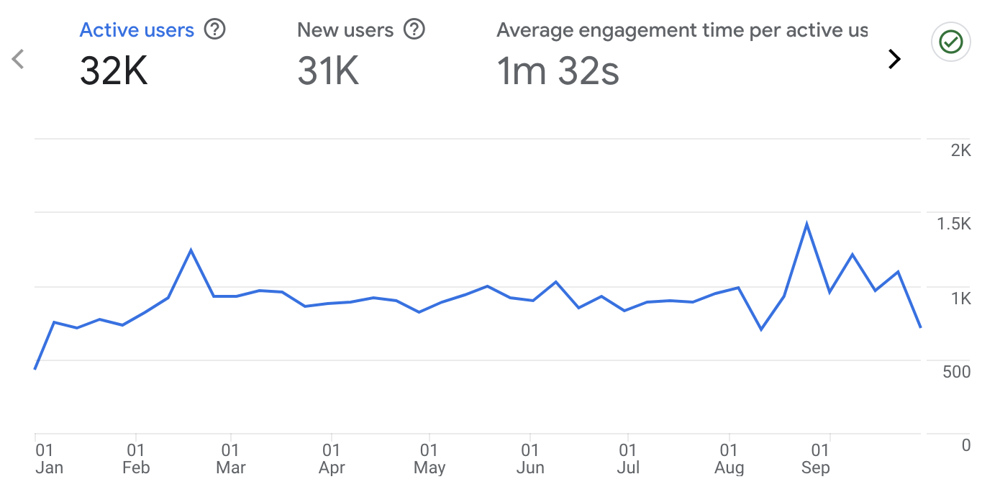 Active users ? New users ? Average engagement time per active us
32K 31K 1m 32s
2K
1.5K
1K
500
0
01 01 01 01 01 01 01 01 01
Jan Feb Mar Apr May Jun Jul Aug Sep